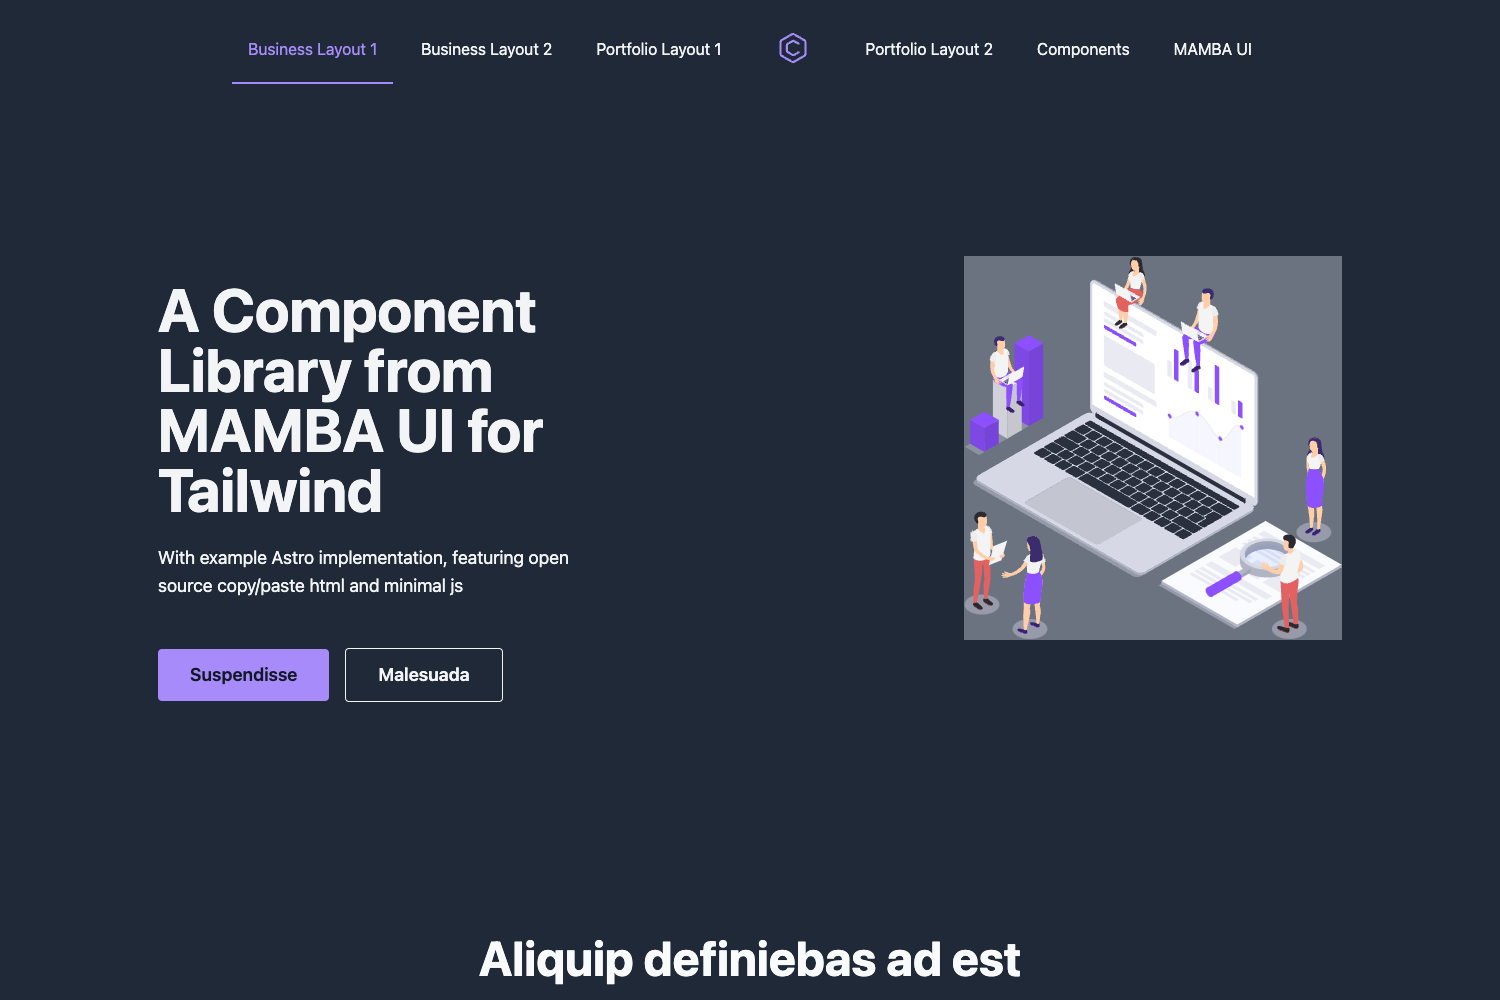 Business Layout 1
Business Layout 2
Portfolio Layout 1
Portfolio Layout 2
Components
MAMBA UI
A Component
Library from
MAMBA UI for
Tailwind
With example Astro implementation, featuring open
source copy/paste html and minimal js
Suspendisse
Malesuada
Aliquip definiebas ad est